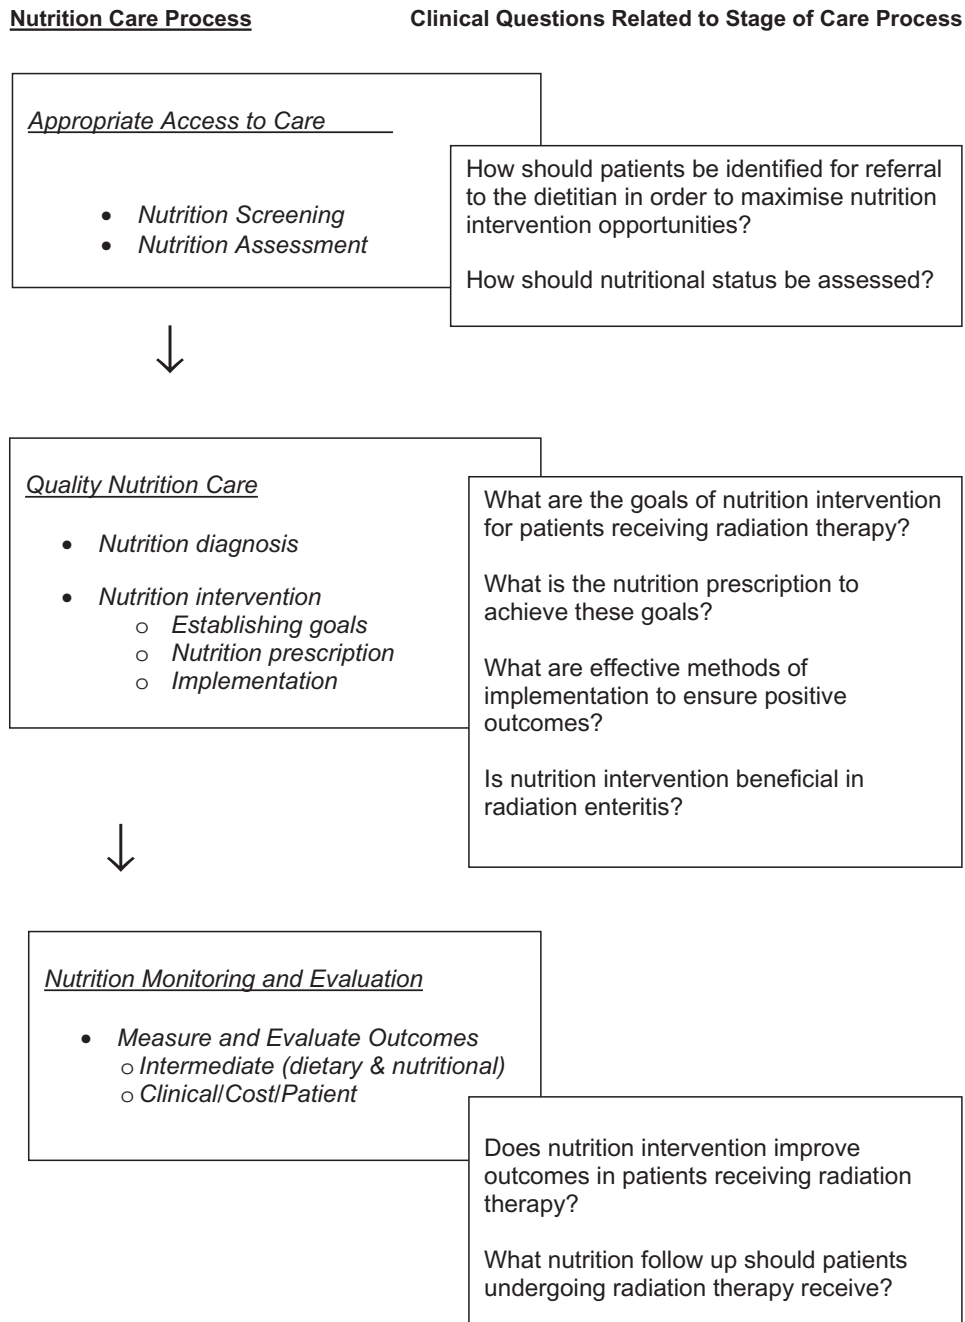 Nutrition Care Process
Clinical Questions Related to Stage of Care Process
Appropriate Access to Care
• Nutrition Screening
• Nutrition Assessment
How should patients be identified for referral
to the dietitian in order to maximise nutrition
intervention opportunities?
How should nutritional status be assessed?
Quality Nutrition Care
• Nutrition diagnosis
• Nutrition intervention
o Establishing goals
o Nutrition prescription
o Implementation
What are the goals of nutrition intervention
for patients receiving radiation therapy?
What is the nutrition prescription to
achieve these goals?
What are effective methods of
implementation to ensure positive
outcomes?
Is nutrition intervention beneficial in
radiation enteritis?
Nutrition Monitoring and Evaluation
• Measure and Evaluate Outcomes
o Intermediate (dietary & nutritional)
o Clinical/Cost/Patient
Does nutrition intervention improve
outcomes in patients receiving radiation
therapy?
What nutrition follow up should patients
undergoing radiation therapy receive?